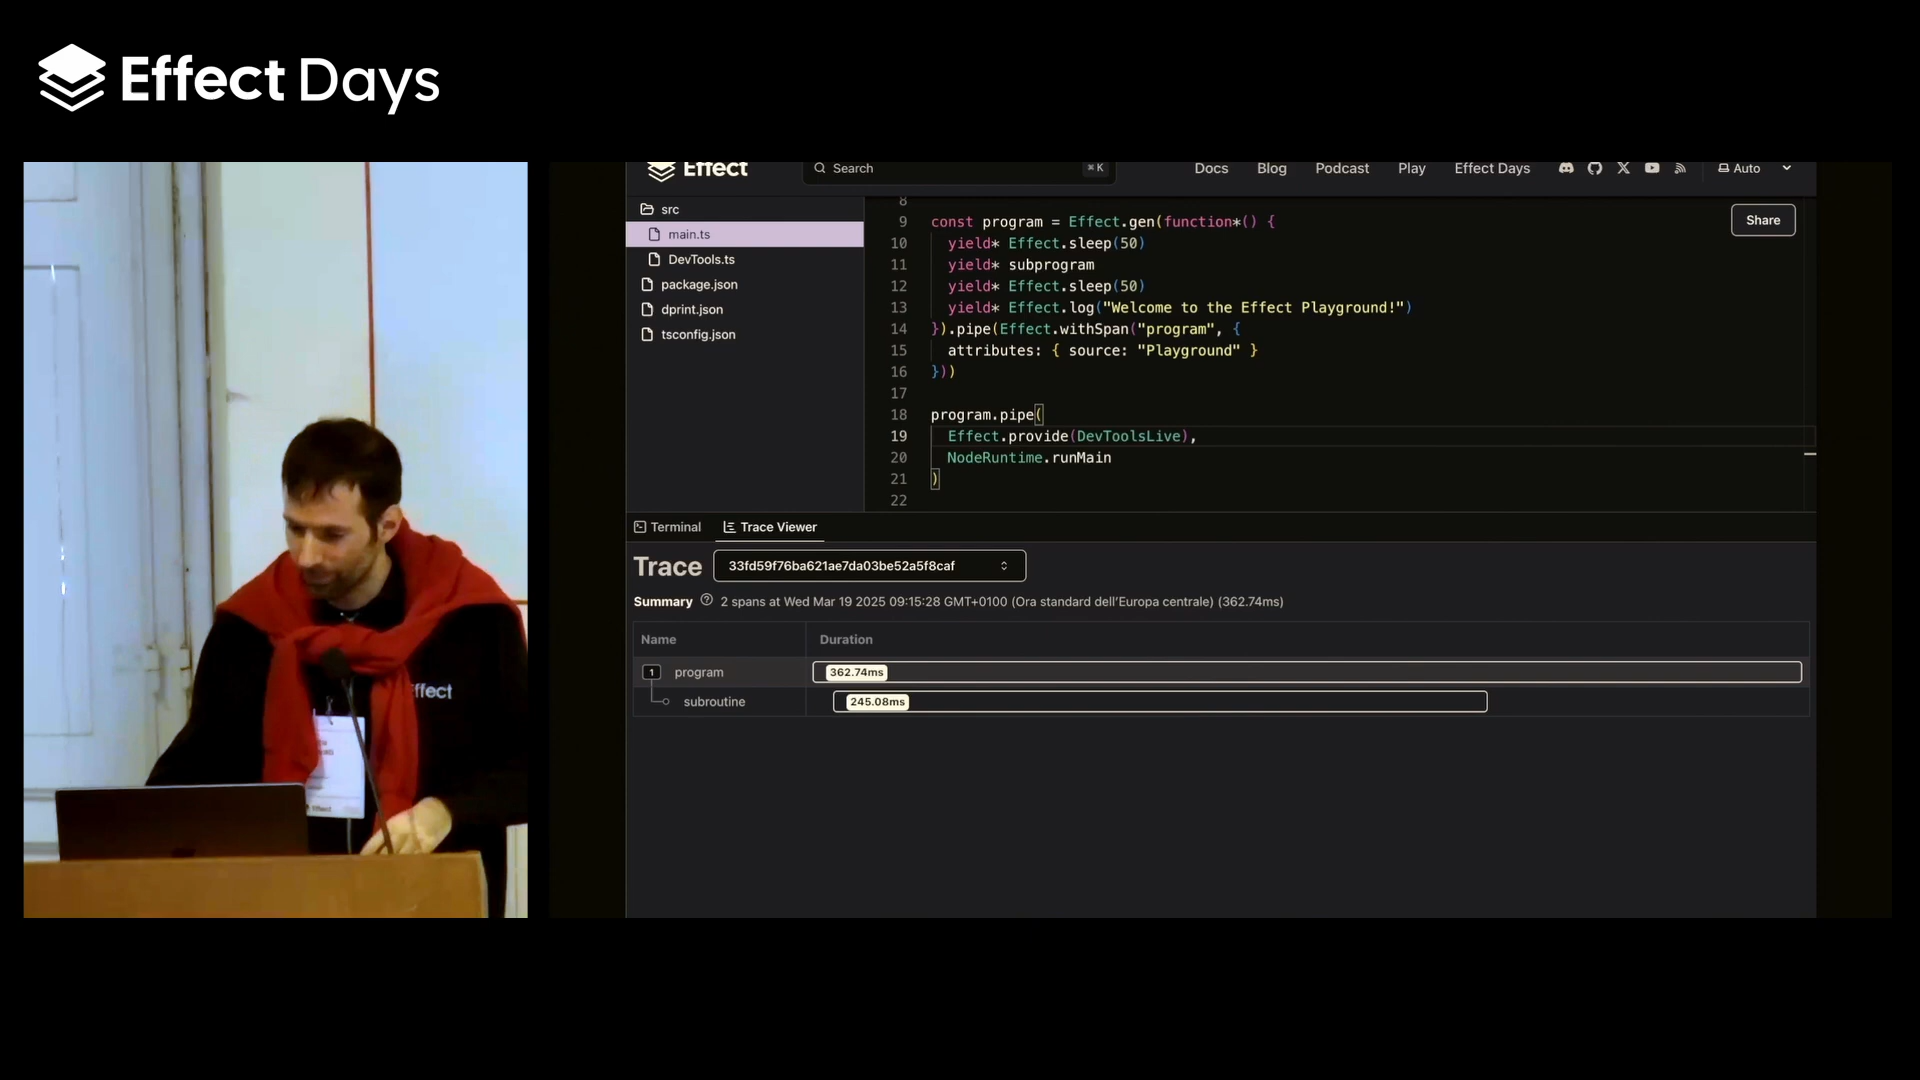 Effect Days
Effect
Search
⌘ K
Docs
Blog
Podcast
Play
Effect Days
Auto
src
main.ts
DevTools.ts
package.json
dprint.json
tsconfig.json
Share
8
9 const program = Effect.gen(function*() {
10 yield* Effect.sleep(50)
11 yield* subprogram
12 yield* Effect.sleep(50)
13 yield* Effect.log("Welcome to the Effect Playground!")
14 }).pipe(Effect.withSpan("program", {
15 attributes: { source: "Playground" }
16 }))
17
18 program.pipe(
19 Effect.provide(DevToolsLive),
20 NodeRuntime.runMain
21 )
22
Terminal
Trace Viewer
Trace
33fd59f76ba621ae7da03be52a5f8caf
Summary
2 spans at Wed Mar 19 2025 09:15:28 GMT+0100 (Ora standard dell'Europa centrale) (362.74ms)
Name
Duration
1 program
362.74ms
subroutine
245.08ms
ffect
Effect